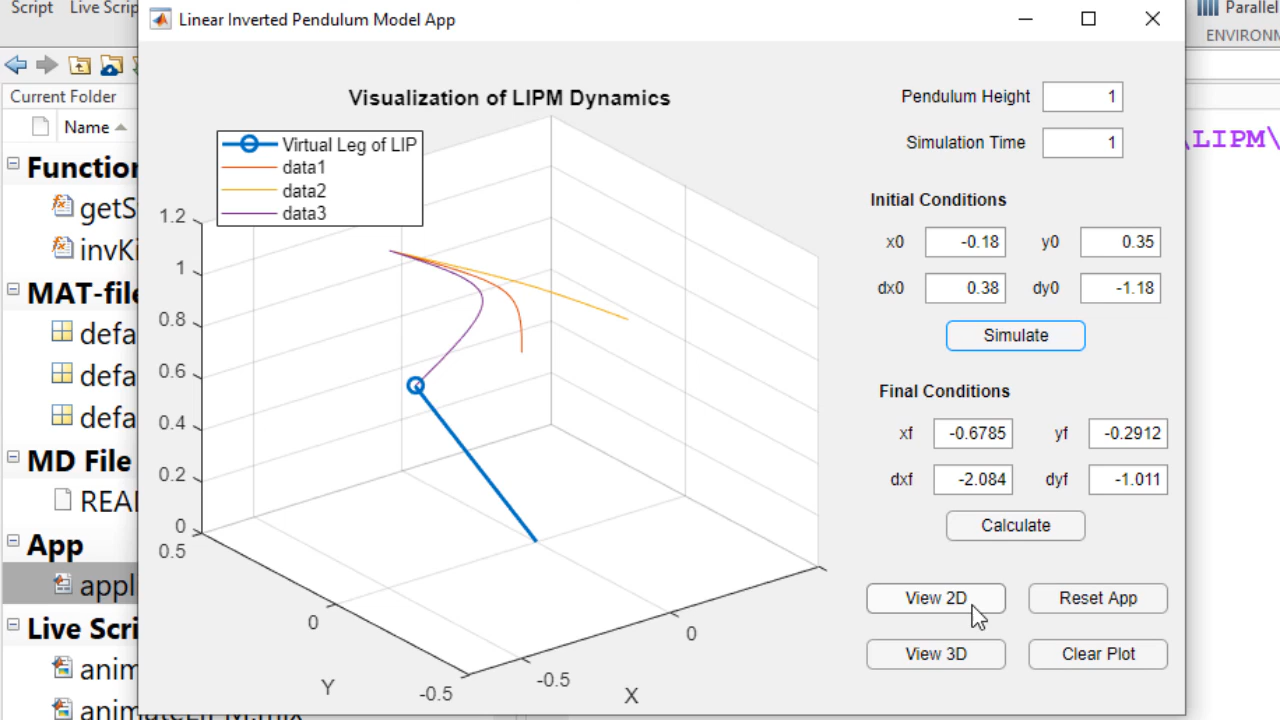 Script
Live Scrip
Linear Inverted Pendulum Model App
Parallel
ENVIRONM
Current Folder
Name
Function
getS
invKi
MAT-file
defa
defa
defa
MD File
REA
App
appl
Live Scri
anim
animateLIPM.mlx
\LIPM\
Visualization of LIPM Dynamics
Virtual Leg of LIP
data1
data2
data3
1.2
1
0.8
0.6
0.4
0.2
0
0.5
0
-0.5
Y
-0.5
0
X
Pendulum Height 1
Simulation Time 1
Initial Conditions
x0 -0.18 y0 0.35
dx0 0.38 dy0 -1.18
Simulate
Final Conditions
xf -0.6785 yf -0.2912
dxf -2.084 dyf -1.011
Calculate
View 2D Reset App
View 3D Clear Plot